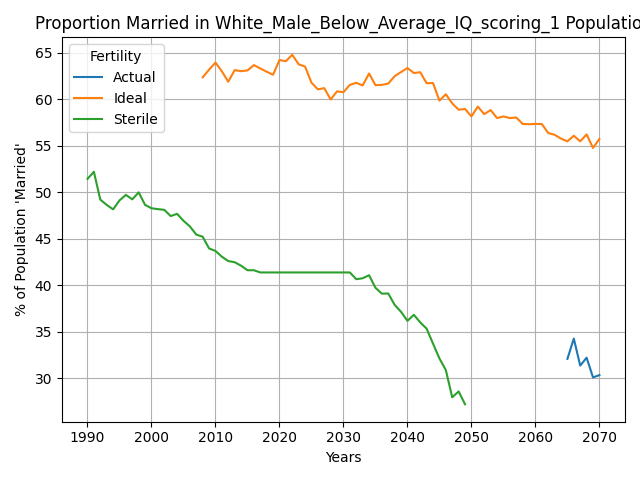 Proportion Married in White_Male_Below_Average_IQ_scoring_1 Populatio
Fertility
Actual
Ideal
Sterile
% of Population 'Married'
65
60
55
50
45
40
35
30
1990 2000 2010 2020 2030 2040 2050 2060 2070
Years